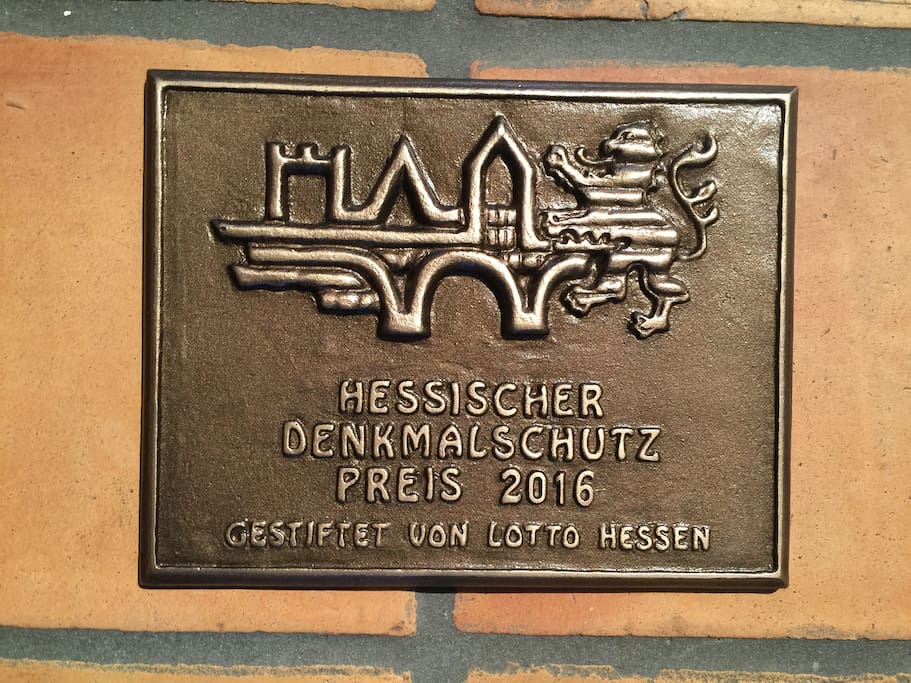 HESSISCHER
DENKMALSCHUTZ
PREIS 2016
GESTIFTET VON LOTTO HESSEN